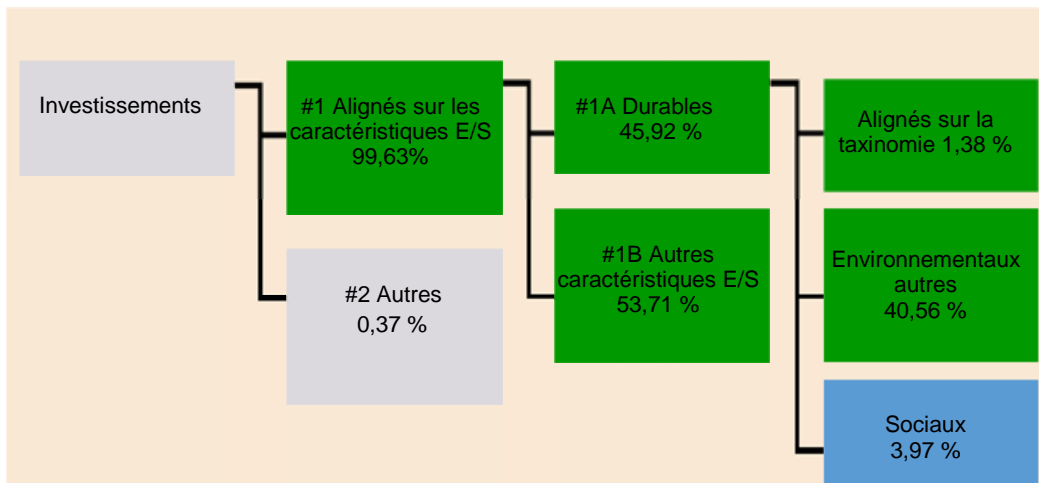 Investissements
#1 Alignés sur les
caractéristiques E/S
99,63%
#2 Autres
0,37 %
#1A Durables
45,92 %
#1B Autres
caractéristiques E/S
53,71 %
Alignés sur la
taxinomie 1,38 %
Environnementaux
autres
40,56 %
Sociaux
3,97 %